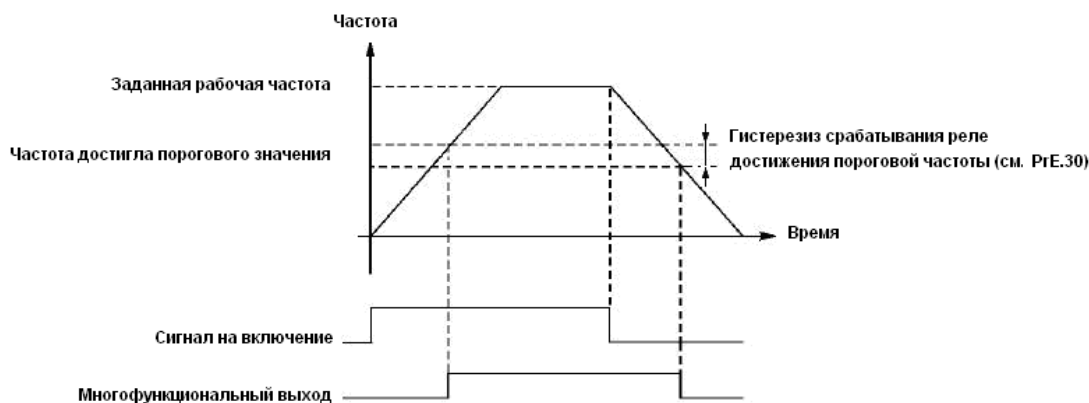 Частота
Заданная рабочая частота
Частота достигла порогового значения
Гистерезиз срабатывания реле
достижения пороговой частоты (см. PrE.30)
Время
Сигнал на включение
Многофункциональный выход